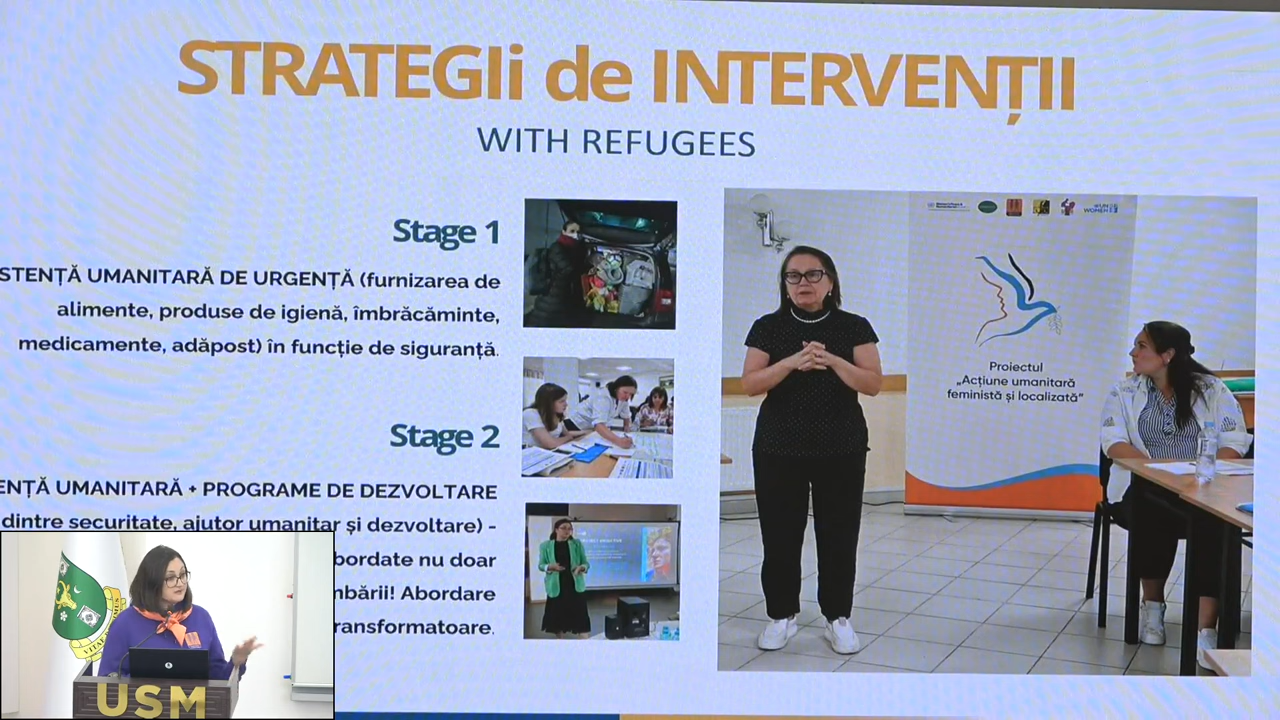 STRATEGIi de INTERVENȚII
WITH REFUGEES
Stage 1
STENȚĂ UMANITARĂ DE URGENȚĂ (furnizarea de
alimente, produse de igienă, îmbrăcăminte,
medicamente, adăpost) în funcție de siguranță.
Stage 2
ENȚĂ UMANITARĂ + PROGRAME DE DEZVOLTARE
dintre securitate, ajutor umanitar și dezvoltare) -
bordate nu doar
mbării! Abordare
ransformatoare.
WOMEN
Proiectul
„Acțiune umanitară
feministă și localizată"
USM